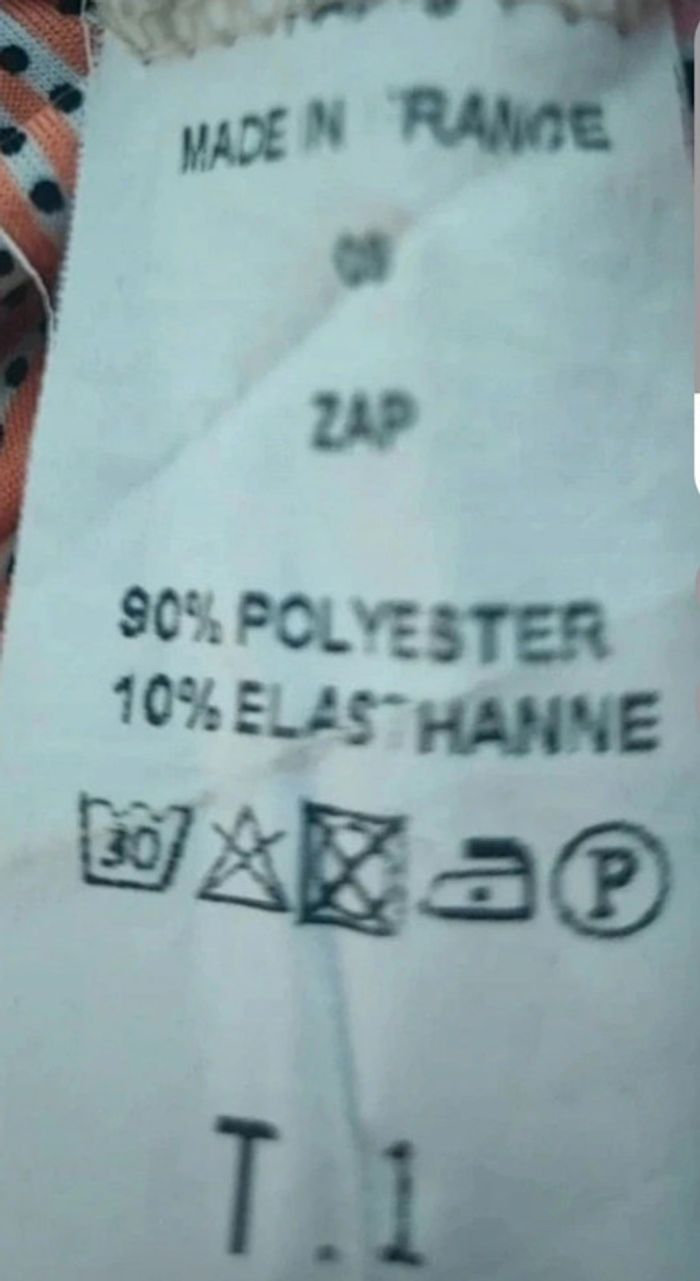 MADE IN FRANCE
ZAP
90% POLYESTER
10% ELASTHANNE
30 P
T.1